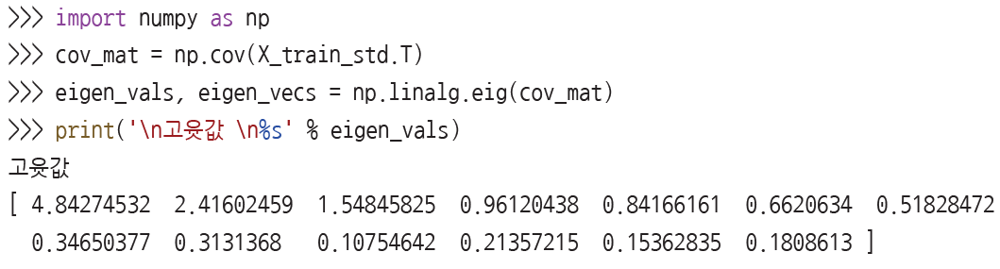 >>> import numpy as np
>>> cov_mat = np.cov(X_train_std.T)
>>> eigen_vals, eigen_vecs = np.linalg.eig(cov_mat)
>>> print('\n고윳값 \n%s' % eigen_vals)
고윳값
[ 4.84274532 2.41602459 1.54845825 0.96120438 0.84166161 0.6620634 0.51828472
0.34650377 0.3131368 0.10754642 0.21357215 0.15362835 0.1808613 ]